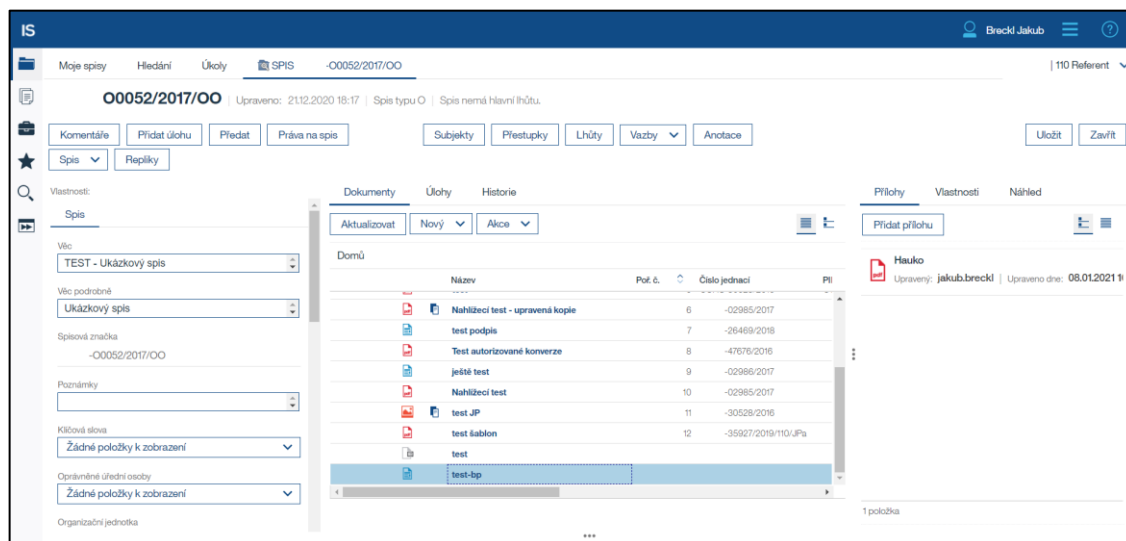 IS
Breckl Jakub
Moje spisy Hledání Úkoly SPIS -O0052/2017/OO | 110 Referent
O0052/2017/OO | Upraveno: 21.12.2020 18:17 | Spis typu O | Spis nemá hlavní lhůtu.
Komentáře Přidat úlohu Předat Práva na spis Subjekty Přestupky Lhůty Vazby Anotace Uložit Zavřít
Spis Repliky
Vlastnosti:
Spis
Věc
TEST - Ukázkový spis
Věc podrobně
Ukázkový spis
Spisová značka
-O0052/2017/OO
Poznámky
Klíčová slova
Žádné položky k zobrazení
Oprávněné úřední osoby
Žádné položky k zobrazení
Organizační jednotka
Dokumenty Úlohy Historie
Aktualizovat Nový Akce
Domů
Název Poř. č. Číslo jednací Pří
Nahlížecí test - upravená kopie 6 -02985/2017
test podpis 7 -26469/2018
Test autorizované konverze 8 -47676/2016
ještě test 9 -02986/2017
Nahlížecí test 10 -02985/2017
test JP 11 -30528/2016
test šablon 12 -35927/2019/110/JPa
test
test-bp
Přílohy Vlastnosti Náhled
Přidat přílohu
Hauko
Upravený: jakub.breckl | Upraveno dne: 08.01.2021 1
1 položka